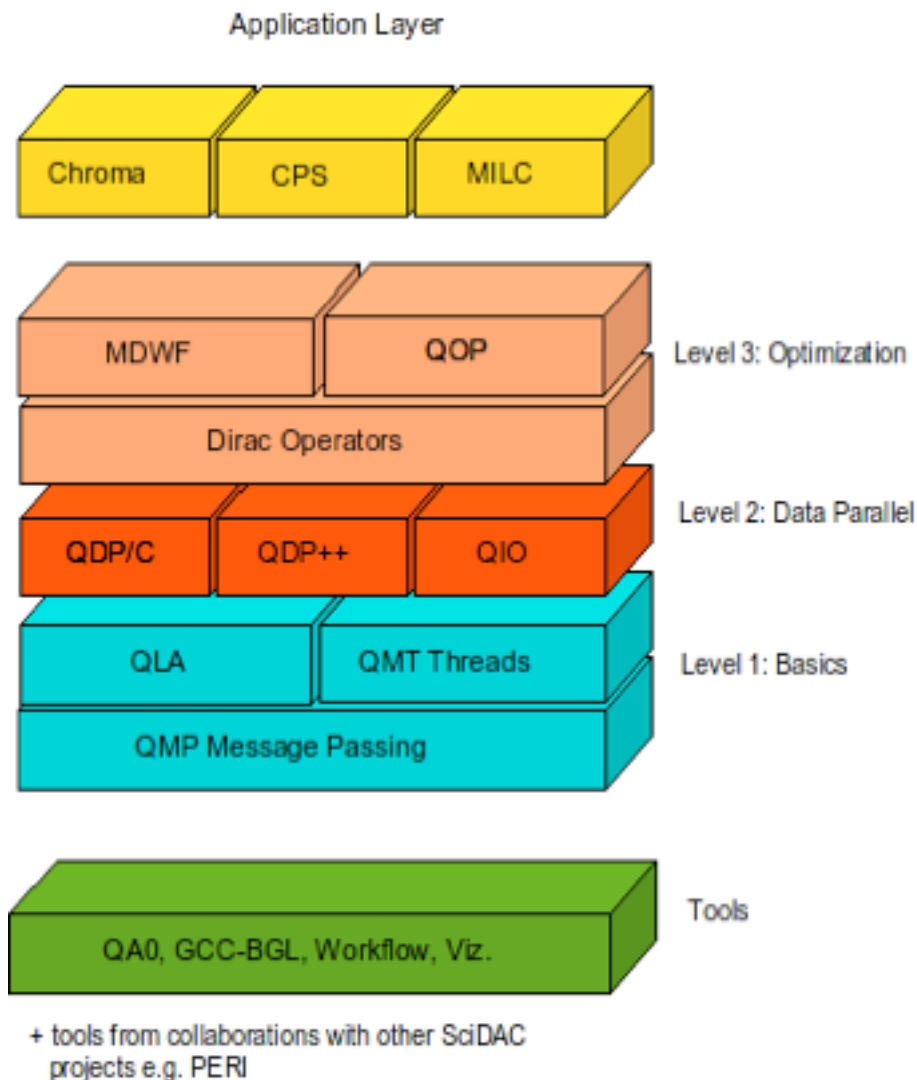 Application Layer
Chroma
CPS
MILC
MDWF
QOP
Level 3: Optimization
Dirac Operators
Level 2: Data Parallel
QDP/C
QDP++
QIO
QLA
QMT Threads
Level 1: Basics
QMP Message Passing
Tools
QA0, GCC-BGL, Workflow, Viz.
+ tools from collaborations with other SciDAC
projects e.g. PERI